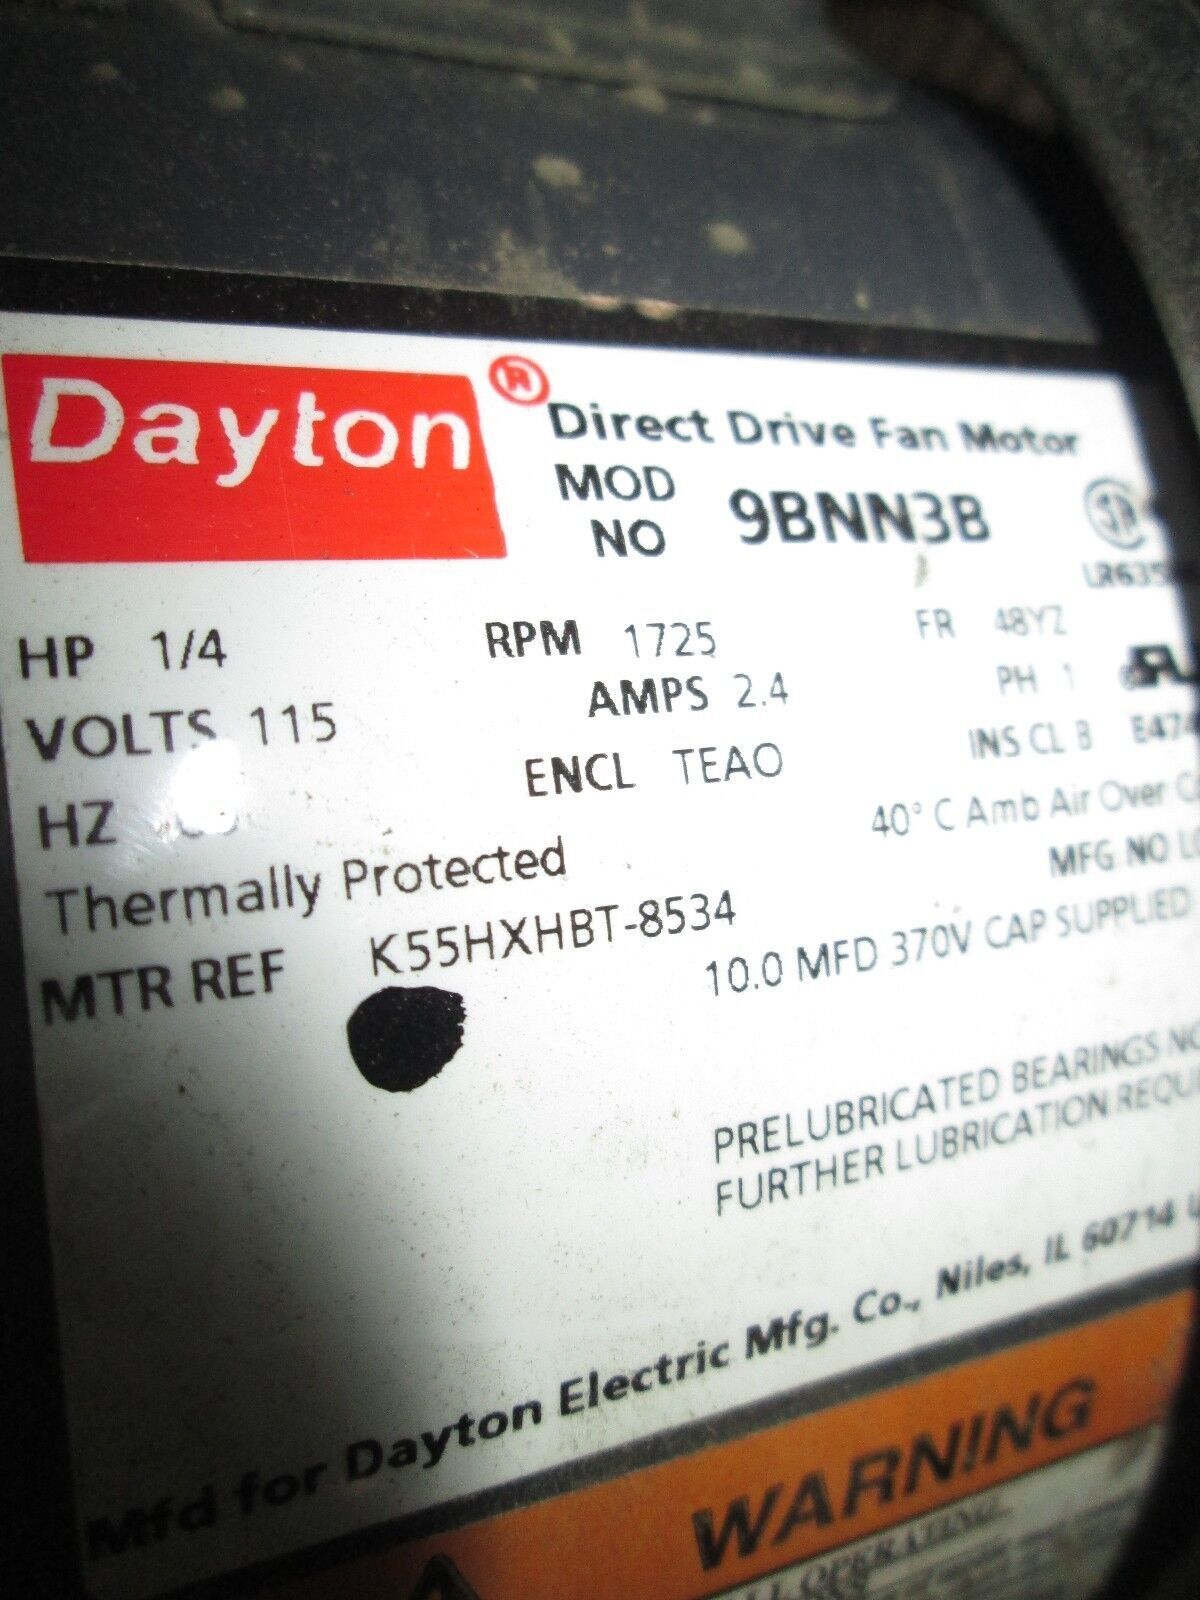 Dayton ®
Direct Drive Fan Motor
MOD NO 9BNN3B
LR635
HP 1/4 RPM 1725 FR 48YZ
VOLTS 115 AMPS 2.4 PH 1
HZ ENCL TEAO INS CL B E474
Thermally Protected 40° C Amb Air Over
MTR REF K55HXHBT-8534 MFG NO
10.0 MFD 370V CAP SUPPLIED
PRELUBRICATED BEARINGS
FURTHER LUBRICATION
Mfd for Dayton Electric Mfg. Co., Niles, IL 60714
WARNING
OPERATING